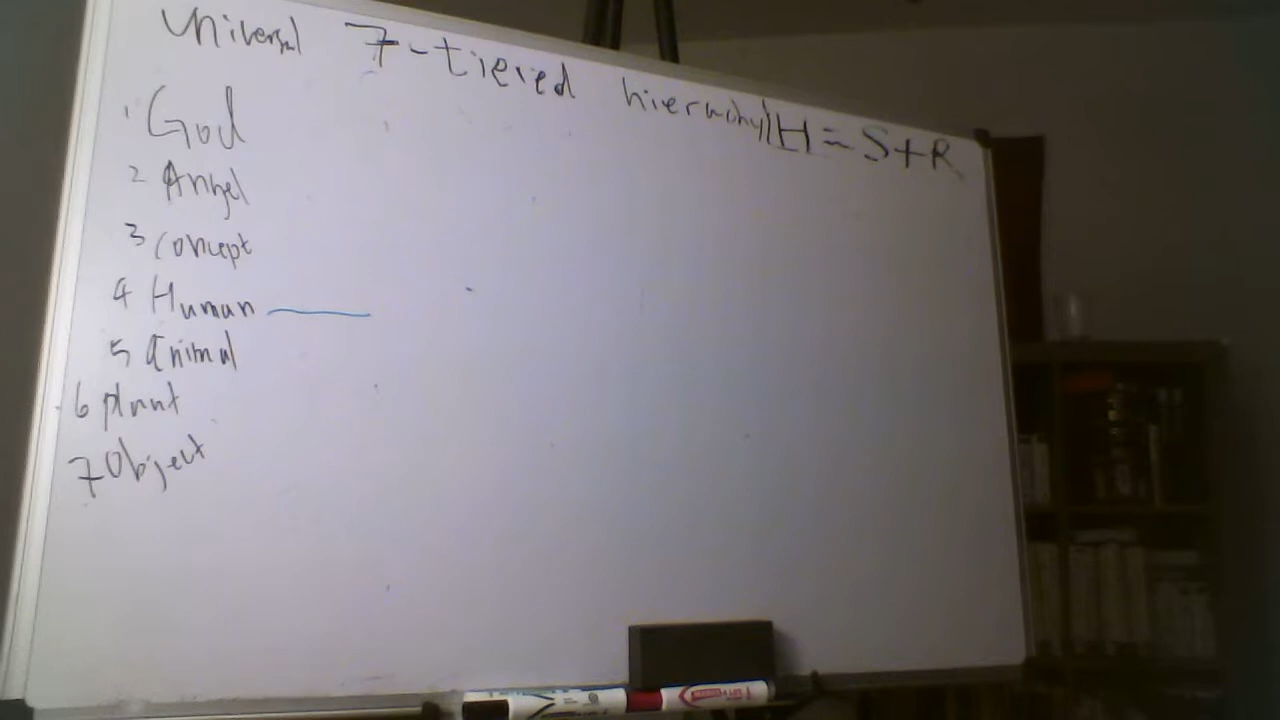 Universal 7-tiered hierarchy H = S + R
1 God
2 Angel
3 concept
4 Human
5 Animal
6 plant
7 Object